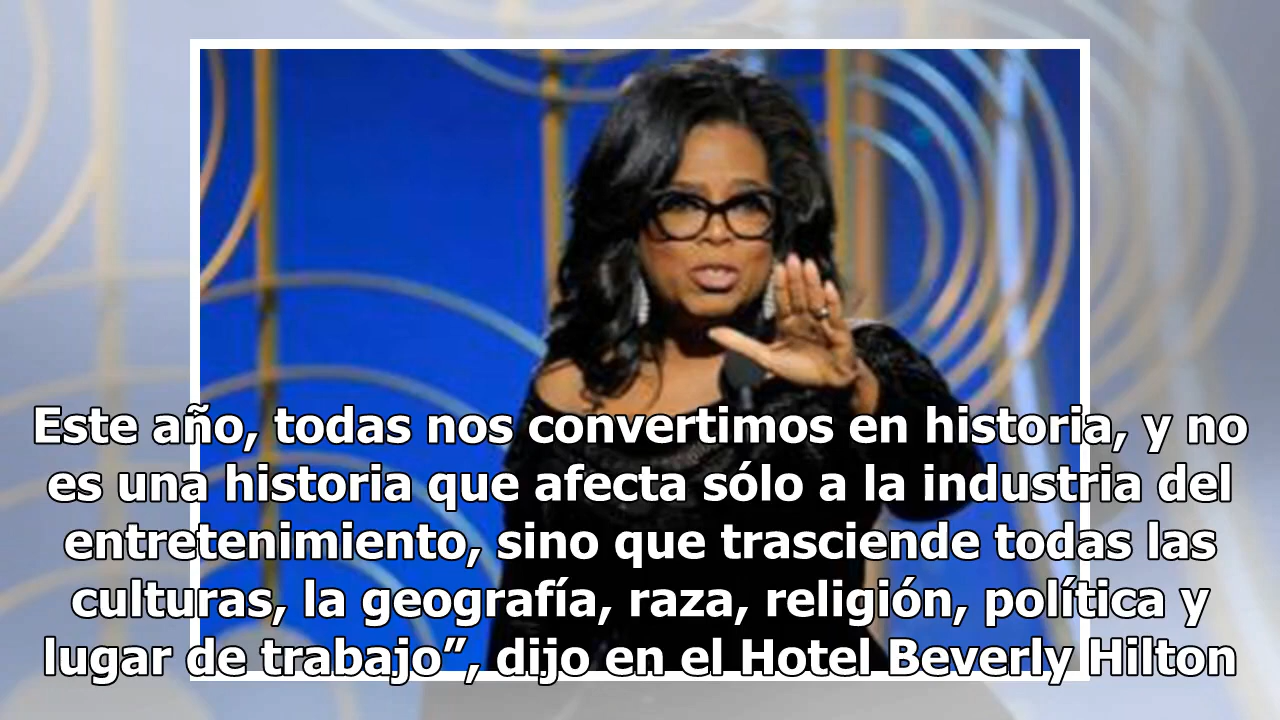 Este año, todas nos convertimos en historia, y no
es una historia que afecta sólo a la industria del
entretenimiento, sino que trasciende todas las
culturas, la geografía, raza, religión, política y
lugar de trabajo”, dijo en el Hotel Beverly Hilton